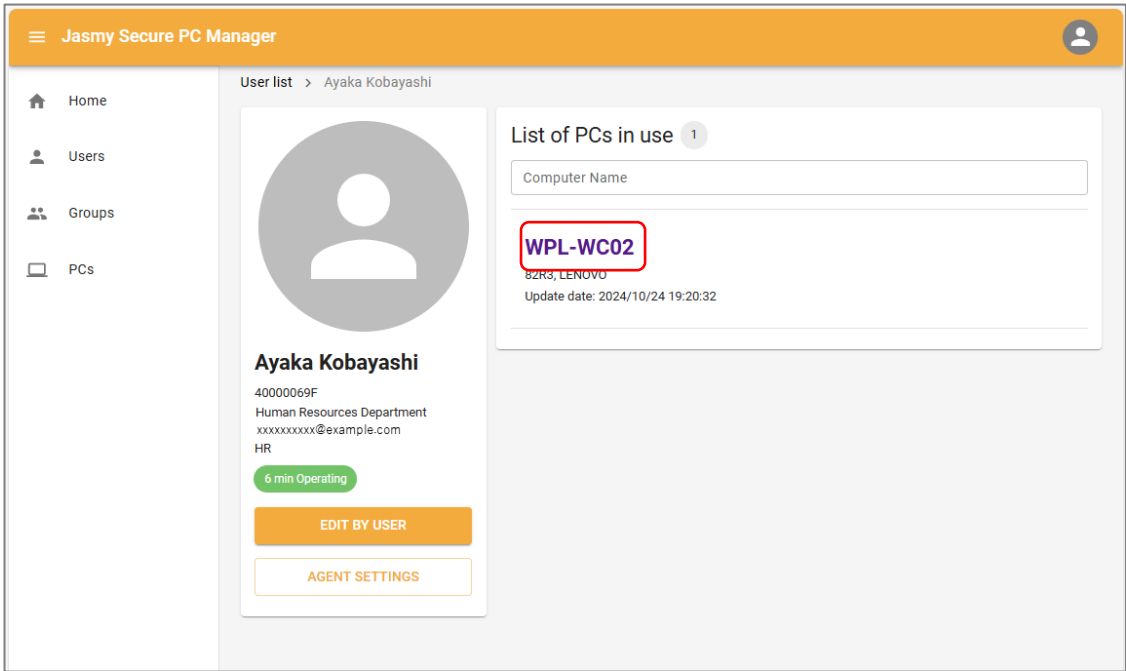 Jasmy Secure PC Manager
Home
Users
Groups
PCs
User list > Ayaka Kobayashi
Ayaka Kobayashi
40000069F
Human Resources Department
xxxxxxxxxx@example.com
HR
6 min Operating
EDIT BY USER
AGENT SETTINGS
List of PCs in use 1
Computer Name
WPL-WC02
82R3, LENOVO
Update date: 2024/10/24 19:20:32